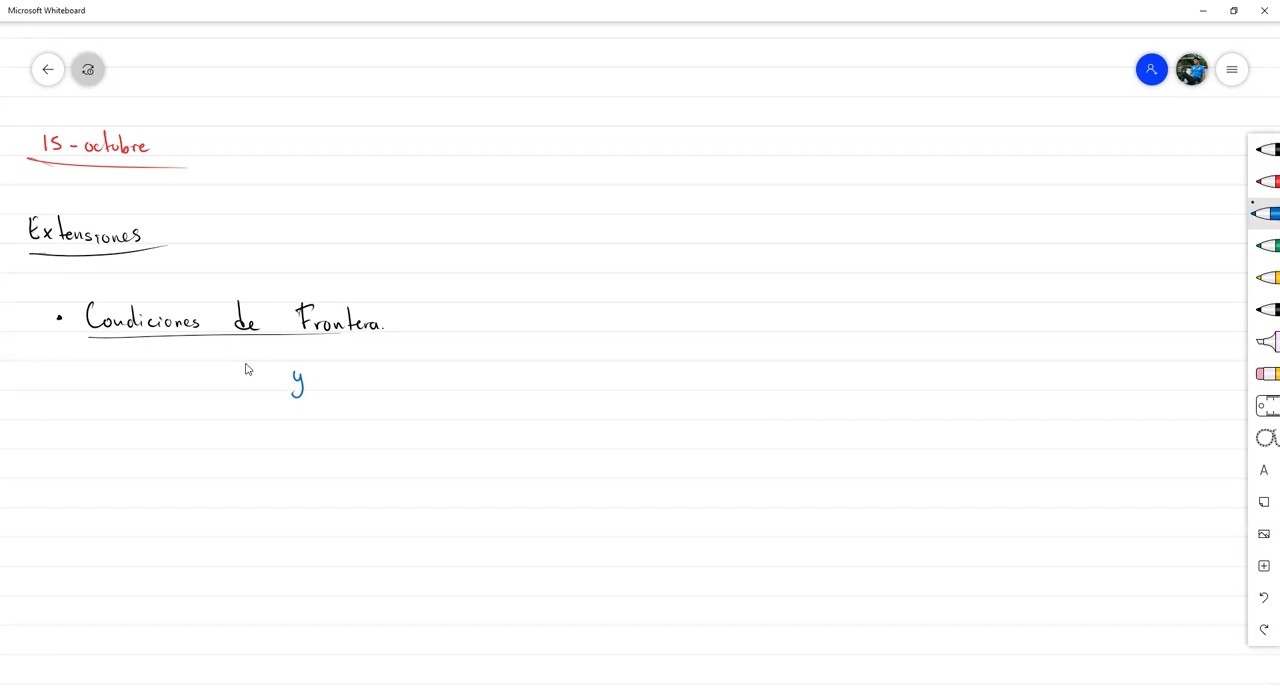 Microsoft Whiteboard
15 - octubre
Extensiones
• Condiciones de Frontera.
y
A